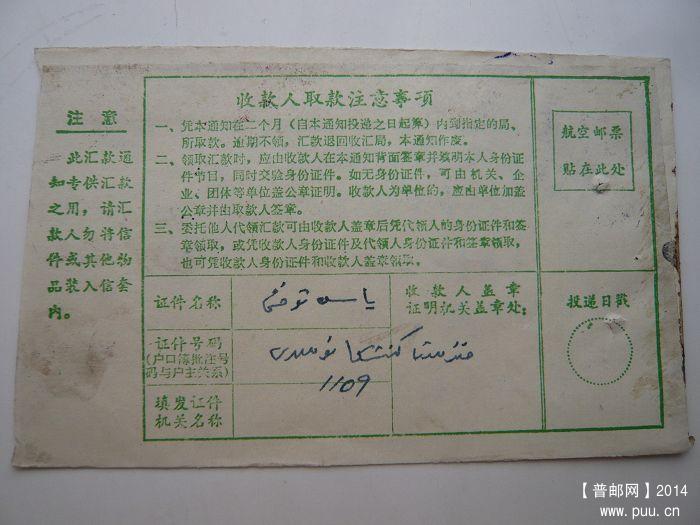 注 意
此汇款通
知专供汇款
之用，请汇
款人勿将信
件或其他物
品装入信套
内。
收款人取款注意事项
一、凭本通知在二个月（自本通知投递之日起算）内到指定的局、
所取款。逾期不领，汇款退回收汇局，本通知作废。
二、领取汇款时，应由收款人在本通知背面签章并填明本人身份证
件节目，同时交验身份证件。如无身份证件，可由机关、企
业、团体等单位盖公章证明。收款人为单位的，应由单位加盖
公章并由取款人签章。
三、委托他人代领汇款可由收款人盖章后凭代领人的身份证件和签
章领取，或凭收款人身份证件及代领人身份证件和签章领取，
也可凭收款人身份证件和收款人盖章领取。
航空邮票
贴在此处
证件名称
收款人盖章
证明机关盖章处：
投递日戳
证件号码
(户口簿批注号
码与户主关系)
1109
填发证件
机关名称
【普邮网】2014
www.puu.cn